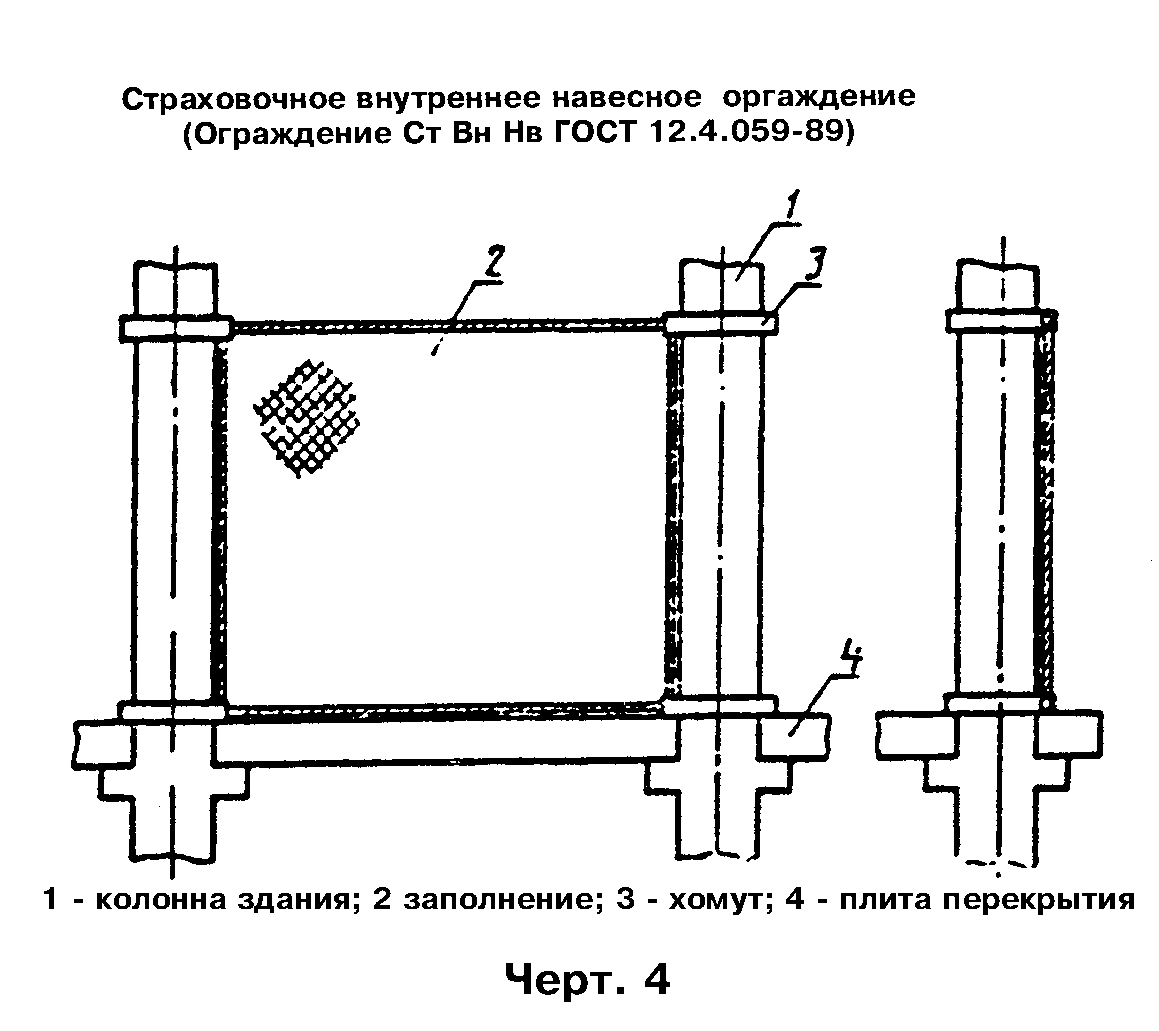 Страховочное внутреннее навесное оргаждение
(Ограждение Ст Вн Нв ГОСТ 12.4.059-89)
1
2
3
4
1 - колонна здания; 2 заполнение; 3 - хомут; 4 - плита перекрытия
Черт. 4